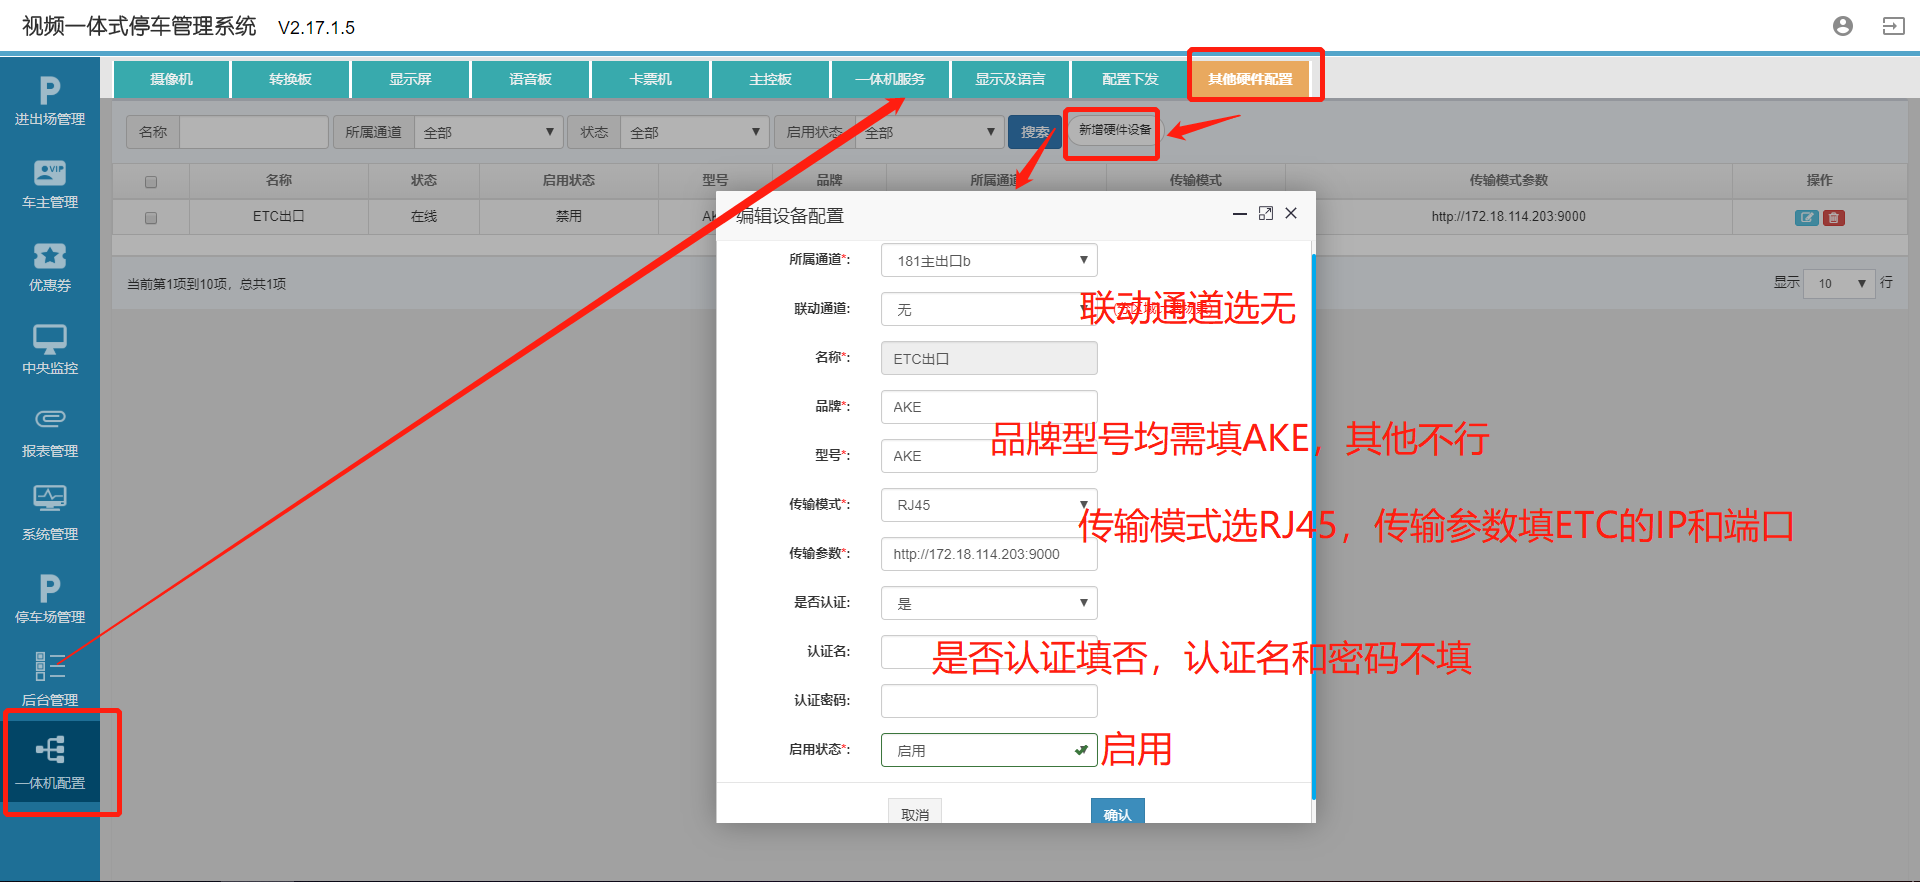 视频一体式停车管理系统 V2.17.1.5
进出场管理
车主管理
优惠券
中央监控
报表管理
系统管理
停车场管理
后台管理
一体机配置
摄像机 转换板 显示屏 语音板 卡票机 主控板 一体机服务 显示及语言 配置下发 其他硬件配置
名称 所属通道 全部 状态 全部 启用状态 全部 搜索 新增硬件设备
名称 状态 启用状态 型号 品牌 所属通道 传输模式 传输模式参数 操作
ETC出口 在线 禁用 http://172.18.114.203:9000
当前第1项到10项，总共1项 显示 10 行
编辑设备配置
所属通道*: 181主出口b
联动通道: 无
联动通道选无
名称*: ETC出口
品牌*: AKE
品牌型号均需填AKE，其他不行
型号*: AKE
传输模式*: RJ45
传输模式选RJ45，传输参数填ETC的IP和端口
传输参数*: http://172.18.114.203:9000
是否认证: 是
认证名:
是否认证填否，认证名和密码不填
认证密码:
启用状态*: 启用
启用
取消 确认